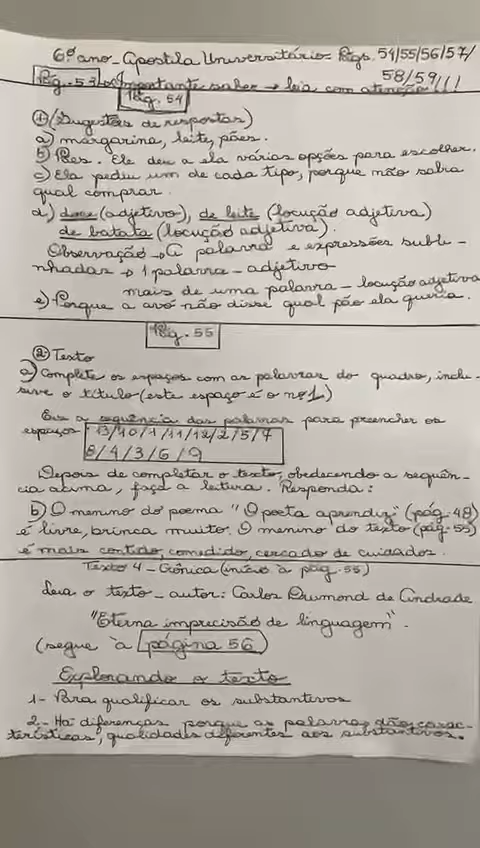 6º ano - Apostila Universitário = Págs. 54/55/56/57/
58/59!!!
Pág. 53 Importante saber → leia com atenção
Pág. 54
① (Sugestões de respostas)
a) margarina, leite, pães.
b) Pães. Ele deu a ela várias opções para escolher.
c) Ela pediu um de cada tipo, porque não sabia
qual comprar.
d) doce (adjetivo), de leite (locução adjetiva)
de batata (locução adjetiva).
Observação → A palavra e expressões subli-
nhadas → 1 palavra - adjetivo
mais de uma palavra - locução adjetiva
e) Porque a avó não disse qual pão ela queria.
Pág. 55
② Texto
a) Complete os espaços com as palavras do quadro, inclu-
sive o título (este espaço é o nº 1)
Eis a sequência das palavras para preencher os
espaços 13/10/1/11/12/2/5/7
8/4/3/6/9
Depois de completar o texto, obedecendo a sequên-
cia acima, faça a leitura. Responda:
b) O menino do poema "O poeta aprendiz" (pág. 48)
é livre, brinca muito. O menino do texto (pág. 55)
é mais contido, comedido, cercado de cuidados.
Texto 4 - Crônica (início à pág. 55)
Leia o texto - autor: Carlos Drumond de Andrade
"Eterna imprecisão de linguagem".
(segue à página 56)
Explorando o texto
1- Para qualificar os substantivos
2- Há diferenças porque as palavras dão carac-
terísticas, qualidades diferentes aos substantivos.